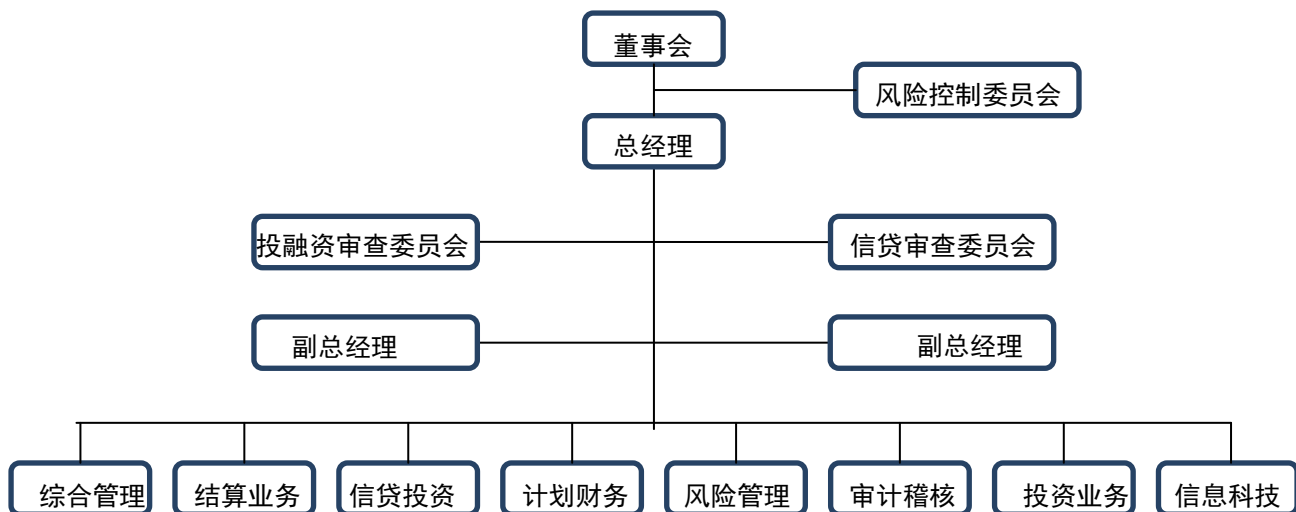 董事会
风险控制委员会
总经理
投融资审查委员会
信贷审查委员会
副总经理
副总经理
综合管理
结算业务
信贷投资
计划财务
风险管理
审计稽核
投资业务
信息科技